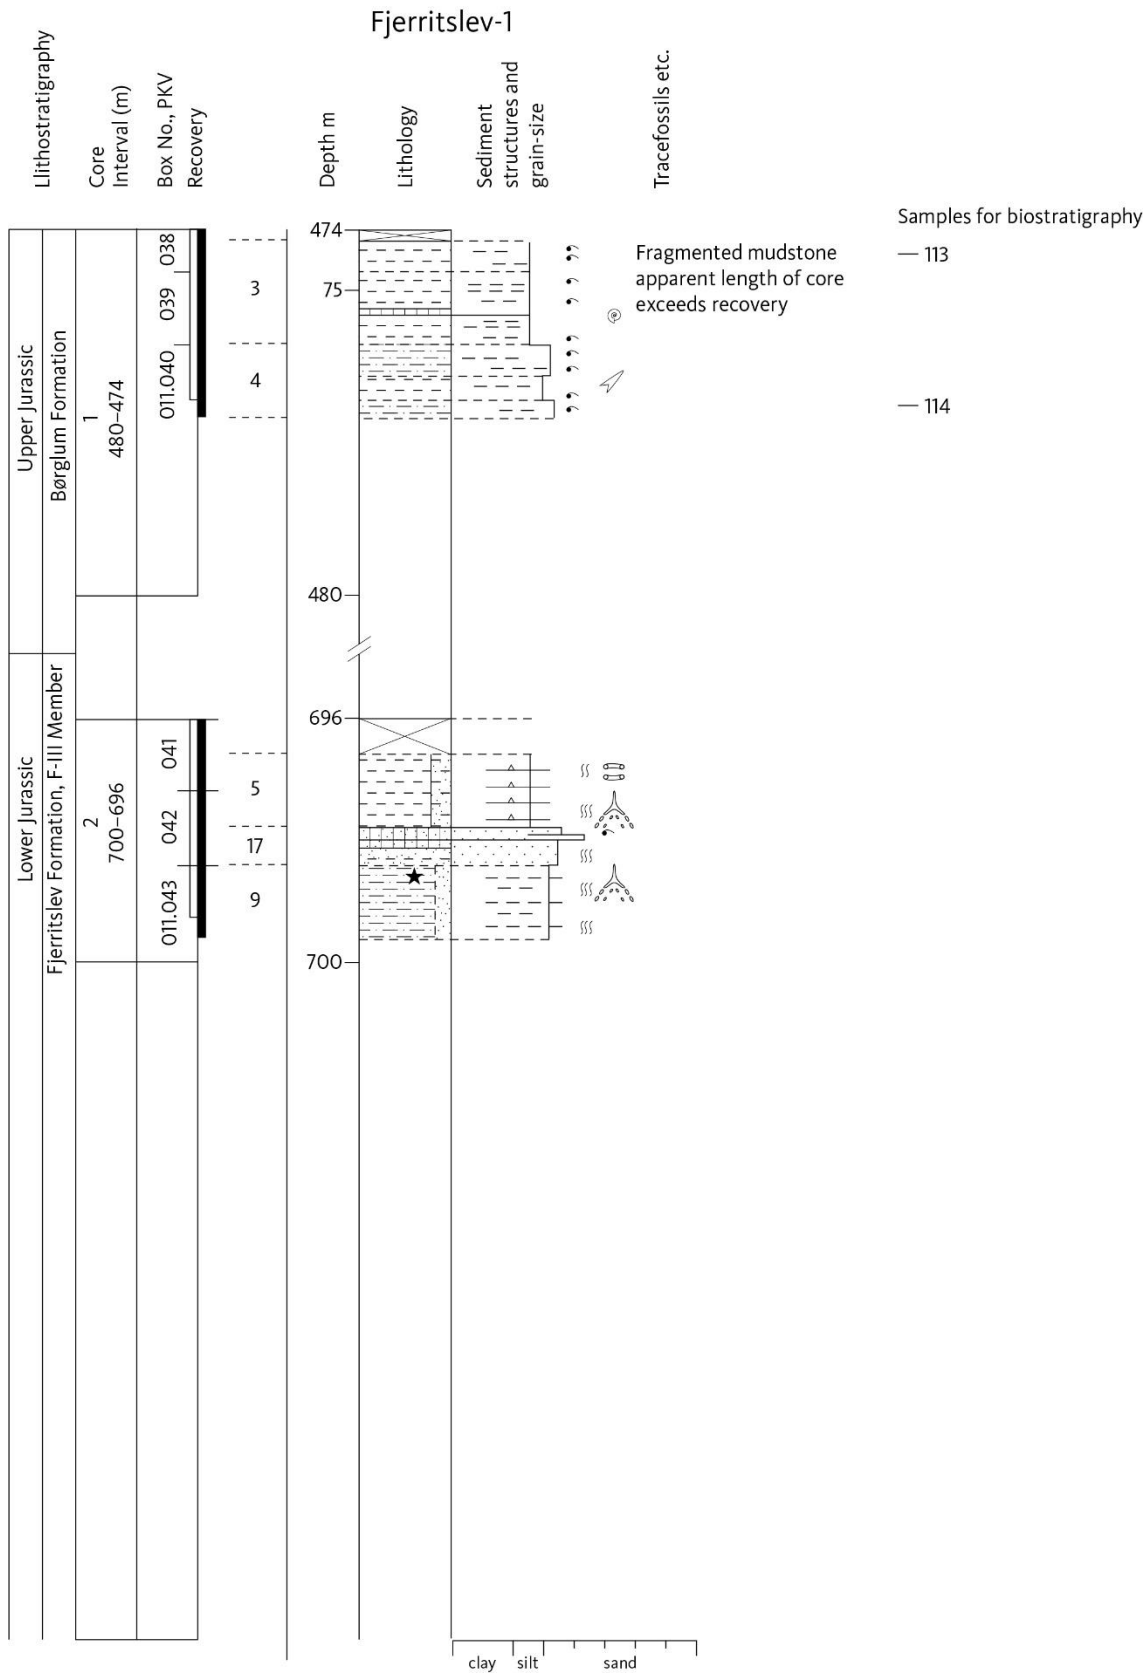 Fjerritslev-1
Llithostratigraphy
Core
Interval (m)
Box No., PKV
Recovery
Depth m
Lithology
Sediment
structures and
grain-size
Tracefossils etc.
Samples for biostratigraphy
Upper Jurassic
Børglum Formation
1
480–474
038
039
011.040
3
4
474
75
480
Fragmented mudstone
apparent length of core
exceeds recovery
113
114
Lower Jurassic
Fjerritslev Formation, F-III Member
2
700–696
041
042
011.043
5
17
9
696
700
clay silt sand